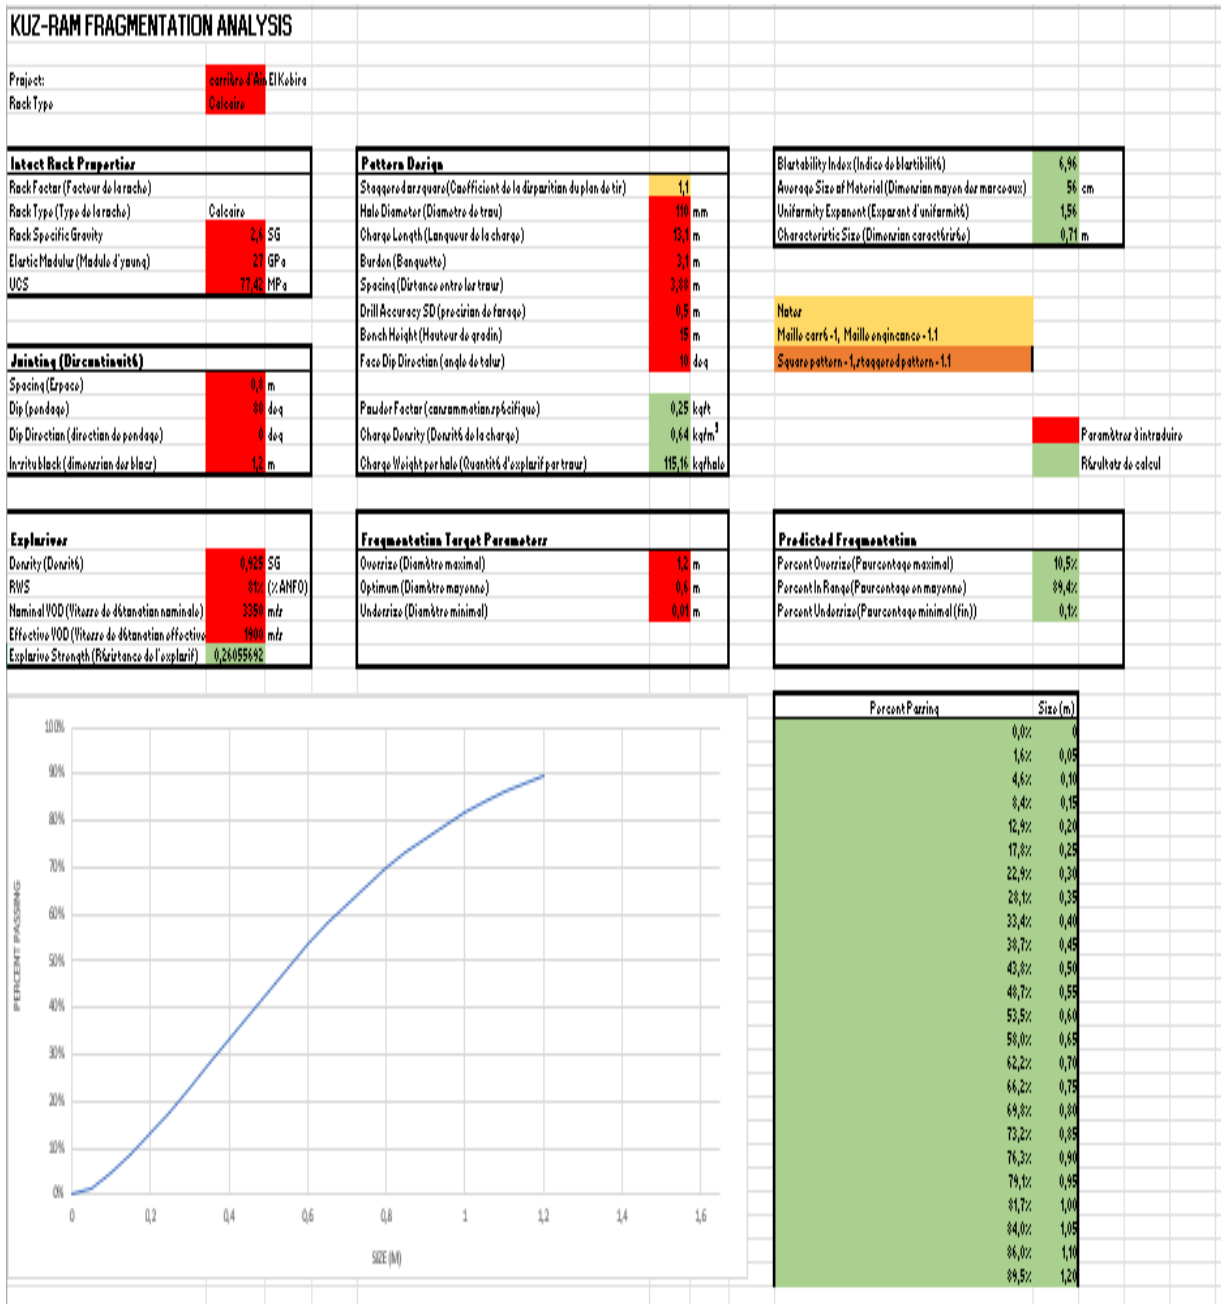 KUZ-RAM FRAGMENTATION ANALYSIS
Project: carrière d'Ain El Kebira
Rock Type Calcaire
Intact Rock Properties
Rock Factor (Facteur de la roche)
Rock Type (Type de la roche) Calcaire
Rock Specific Gravity 2,6 SG
Elastic Modulus (Module d'young) 27 GPa
UCS 77,42 MPa
Jointing (Discontinuité)
Spacing (Espace) 0,8 m
Dip (pendage) 80 deg
Dip Direction (direction de pendage) 0 deg
In-situ block (dimenssion des blocs) 1,2 m
Explosives
Density (Densité) 0,925 SG
RWS 81% (% ANFO)
Nominal VOD (Vitesse de détonation nominale) 3350 m/s
Effective VOD (Vitesse de détonation effective 1900 m/s
Explosive Strength (Résistance de l'explosif) 0,26055692
Pattern Design
Staggered or square (Coefficient de la disparition du plan de tir) 1,1
Hole Diameter (Diametre de trou) 110 mm
Charge Length (Longueur de la charge) 13,1 m
Burden (Banquette) 3,1 m
Spacing (Distance entre les trous) 3,88 m
Drill Accuracy SD (precision de forage) 0,5 m
Bench Height (Hauteur de gradin) 15 m
Face Dip Direction (angle de talus) 10 deg
Powder Factor (consommation spécifique) 0,25 kg/t
Charge Density (Densité de la charge) 0,64 kg/m³
Charge Weight per hole (Quantité d'explosif par trous) 115,16 kg/hole
Fragmentation Target Parameters
Oversize (Diamètre maximal) 1,2 m
Optimum (Diamètre moyenne) 0,6 m
Undersize (Diamètre minimal) 0,01 m
Blastability Index (Indice de blastibilité) 6,96
Average Size of Material (Dimension moyen des morceaux) 56 cm
Uniformity Exponent (Exposant d'uniformité) 1,56
Characteristic Size (Dimension caractéristée) 0,71 m
Notes
Maille carré - 1, Maille engincance - 1.1
Square pattern - 1, staggered pattern - 1.1
Paramètres à introduire
Résultats de calcul
Predicted Fragmentation
Percent Oversize (Pourcentage maximal) 10,5%
Percent In Range (Pourcentage en moyenne) 89,4%
Percent Undersize (Pourcentage minimal (fin)) 0,1%
100%
90%
80%
70%
60%
50%
40%
30%
20%
10%
0%
PERCENT PASSING
0 0,2 0,4 0,6 0,8 1 1,2 1,4 1,6
SIZE (M)
Percent Passing Size (m)
0,0% 0
1,6% 0,05
4,6% 0,10
8,4% 0,15
12,9% 0,20
17,8% 0,25
22,9% 0,30
28,1% 0,35
33,4% 0,40
38,7% 0,45
43,8% 0,50
48,7% 0,55
53,5% 0,60
58,0% 0,65
62,2% 0,70
66,2% 0,75
69,8% 0,80
73,2% 0,85
76,3% 0,90
79,1% 0,95
81,7% 1,00
84,0% 1,05
86,0% 1,10
89,5% 1,20